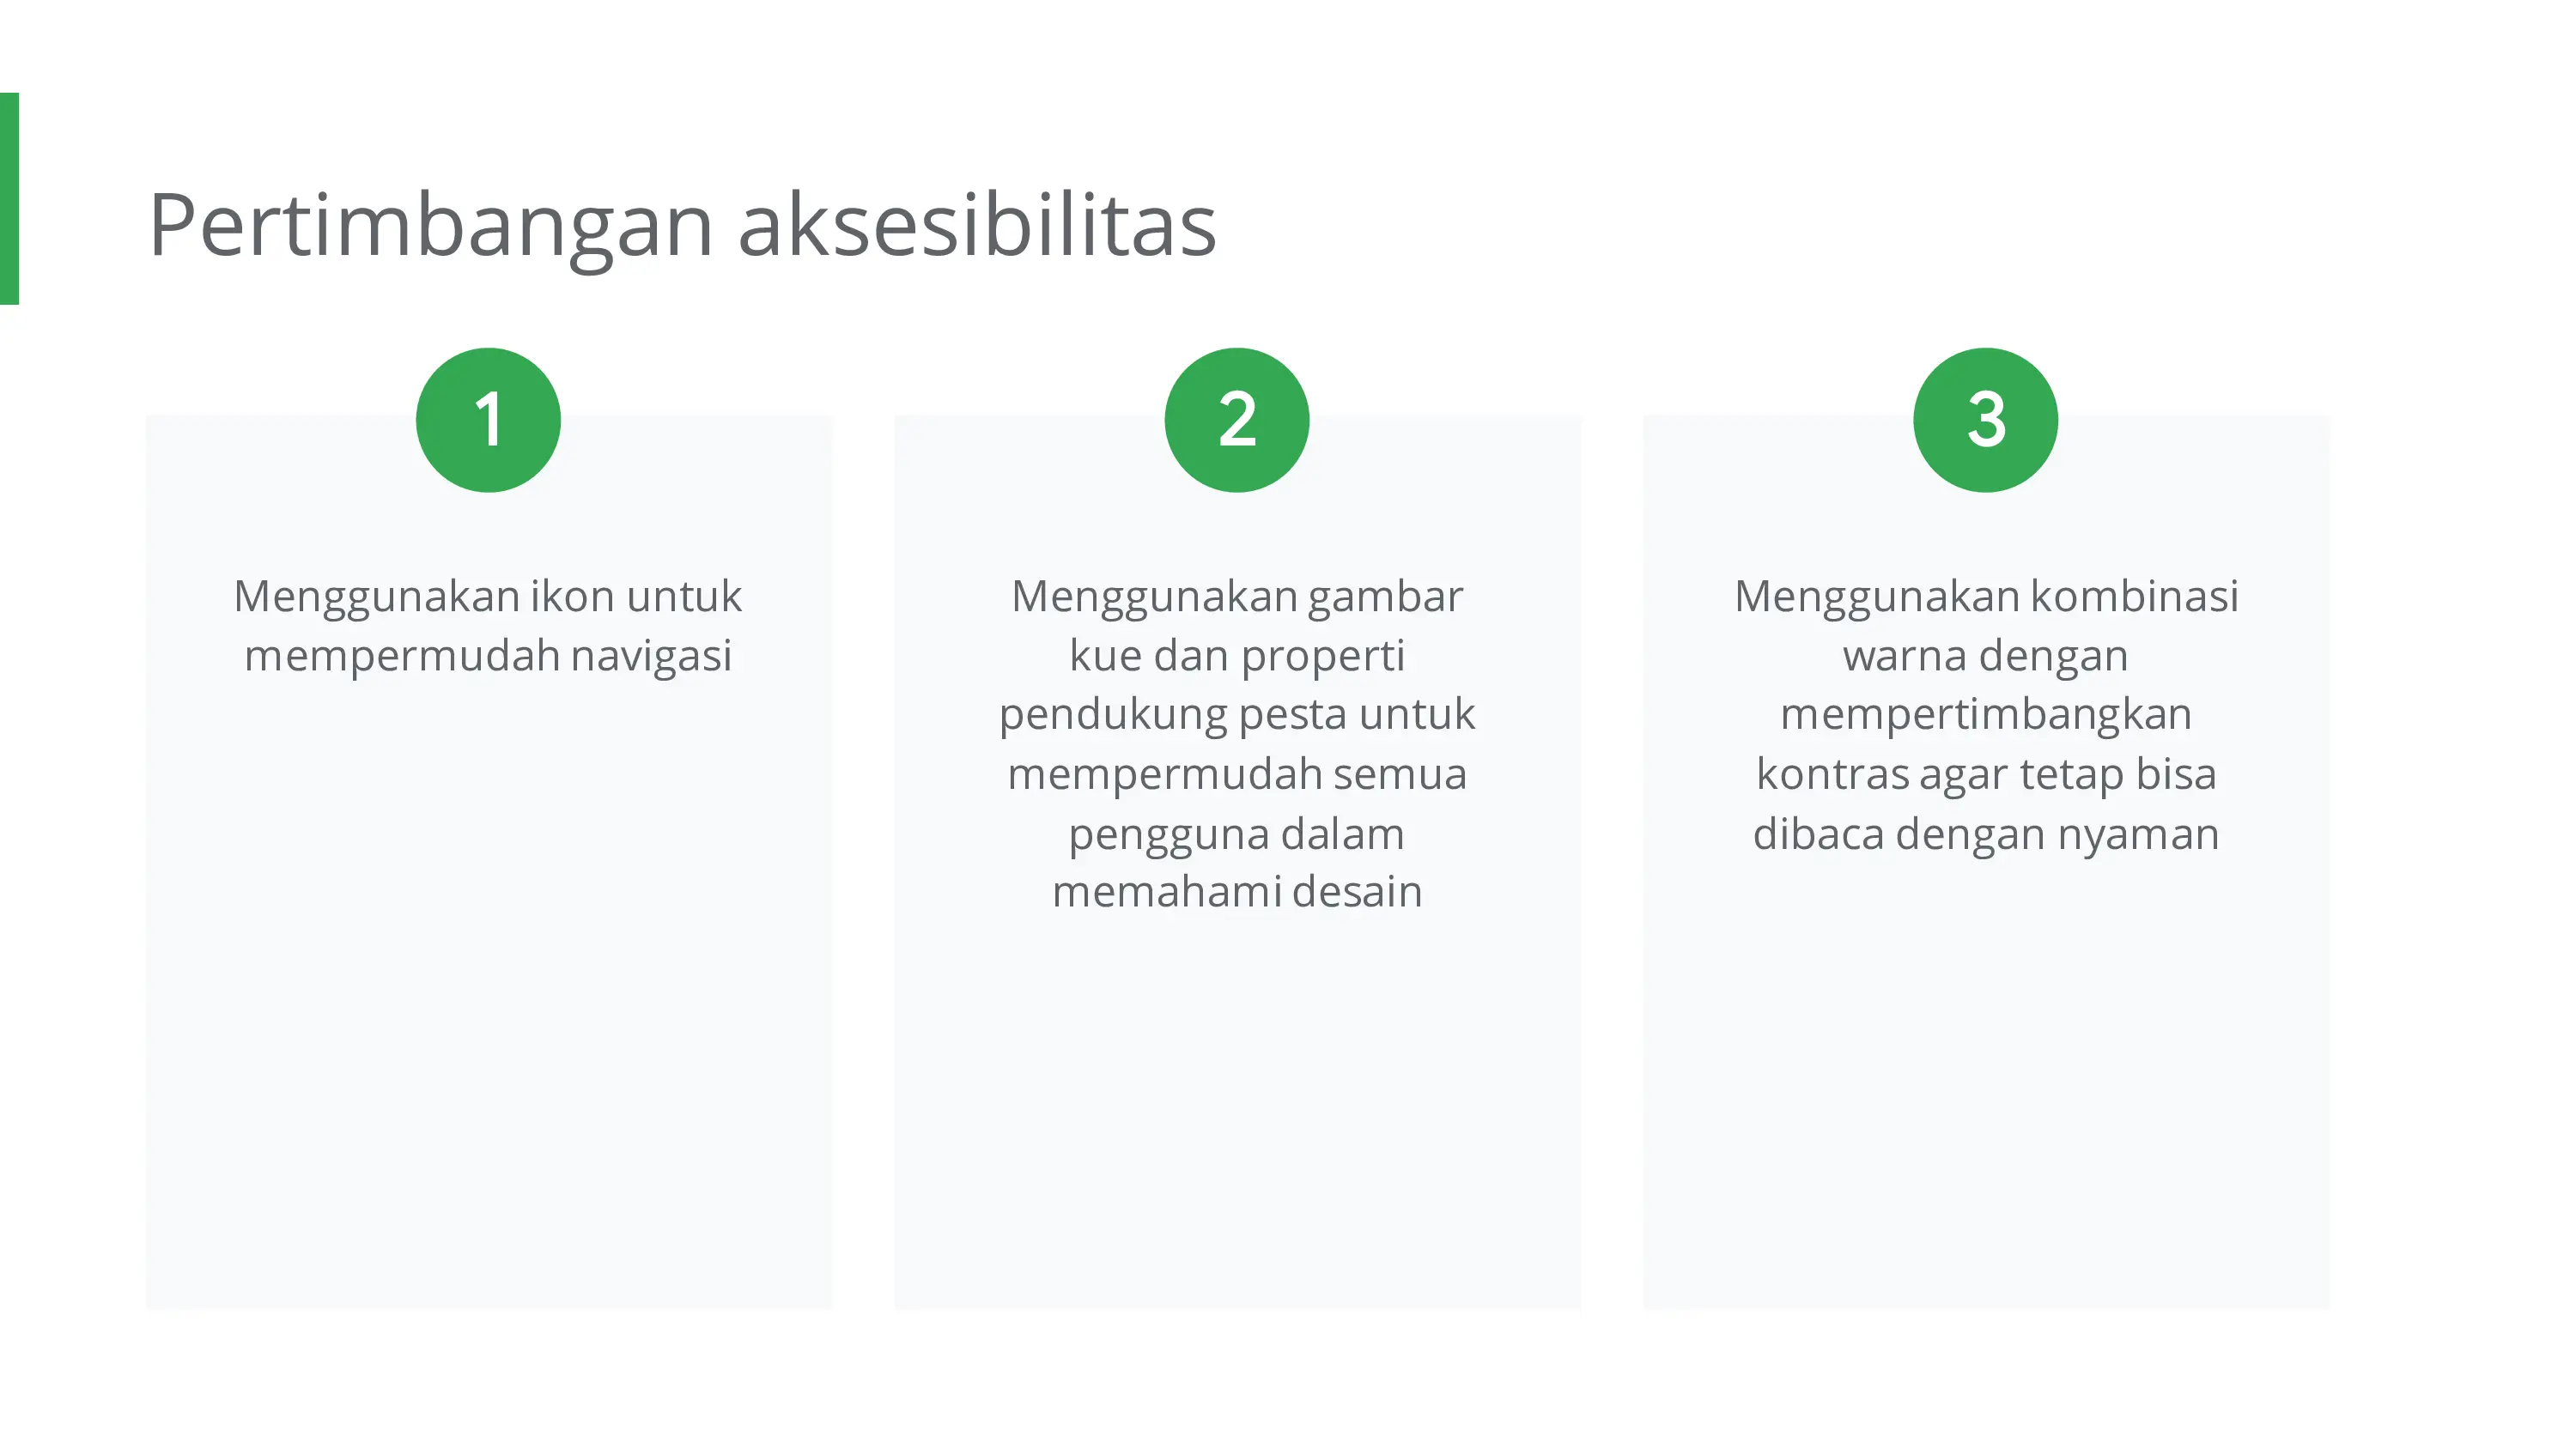 Pertimbangan aksesibilitas
1
Menggunakan ikon untuk
mempermudah navigasi
2
Menggunakan gambar
kue dan properti
pendukung pesta untuk
mempermudah semua
pengguna dalam
memahami desain
3
Menggunakan kombinasi
warna dengan
mempertimbangkan
kontras agar tetap bisa
dibaca dengan nyaman